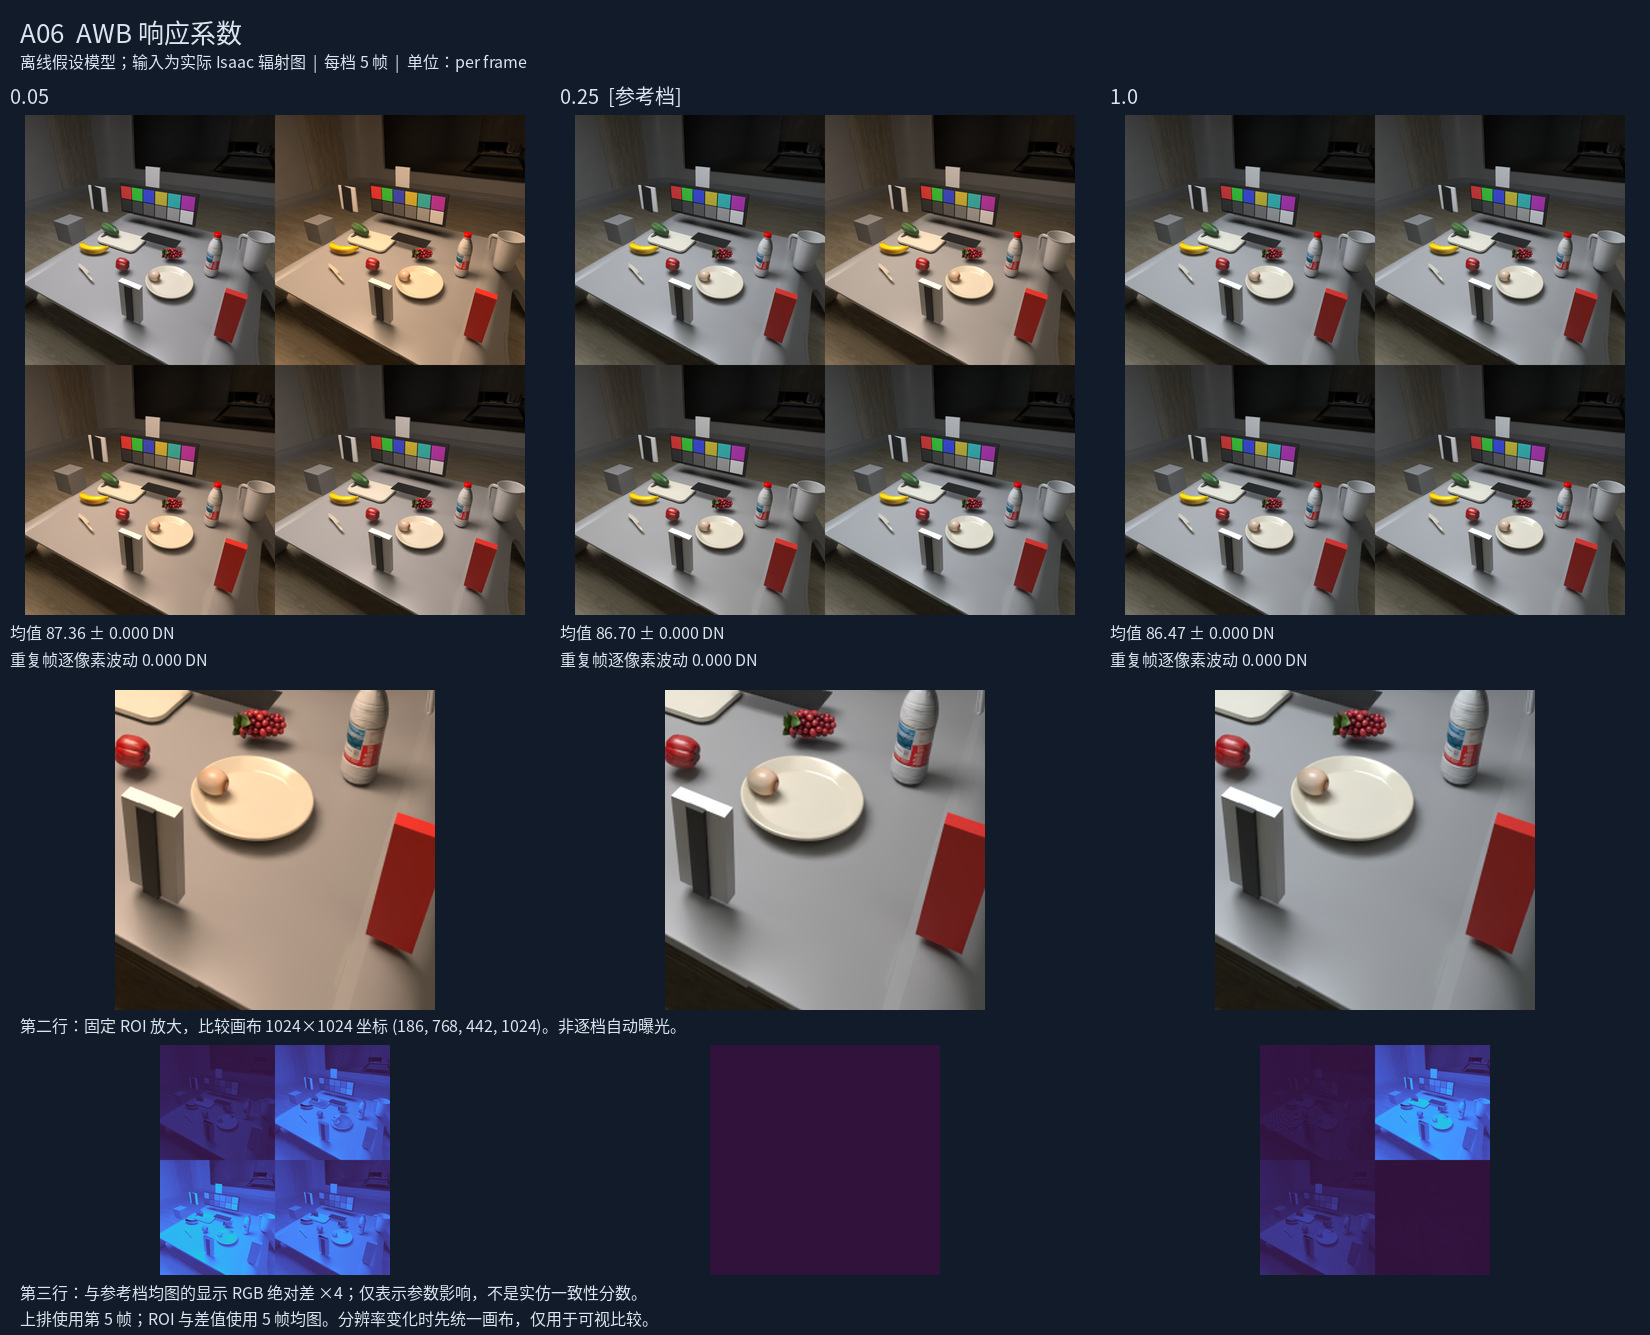 A06 AWB 响应系数
离线假设模型；输入为实际 Isaac 辐射图 | 每档 5 帧 | 单位：per frame
0.05
0.25 [参考档]
1.0
均值 87.36 ± 0.000 DN
重复帧逐像素波动 0.000 DN
均值 86.70 ± 0.000 DN
重复帧逐像素波动 0.000 DN
均值 86.47 ± 0.000 DN
重复帧逐像素波动 0.000 DN
第二行：固定 ROI 放大，比较画布 1024×1024 坐标 (186, 768, 442, 1024)。非逐档自动曝光。
第三行：与参考档均图的显示 RGB 绝对差 ×4；仅表示参数影响，不是实仿一致性分数。
上排使用第 5 帧；ROI 与差值使用 5 帧均图。分辨率变化时先统一画布，仅用于可视比较。